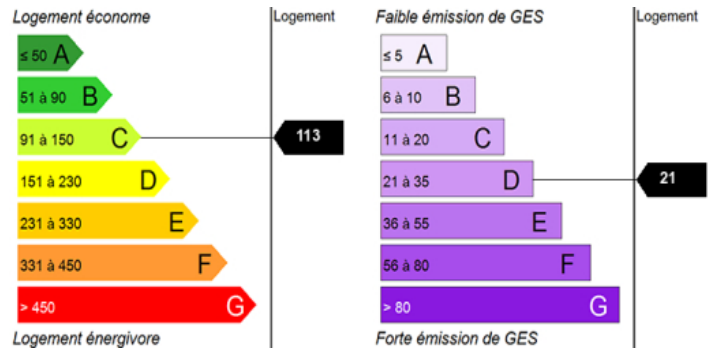 Logement économe
Logement
≤ 50 A
51 à 90 B
91 à 150 C
113
151 à 230 D
231 à 330 E
331 à 450 F
> 450 G
Logement énergivore
Faible émission de GES
Logement
≤ 5 A
6 à 10 B
11 à 20 C
21 à 35 D
21
36 à 55 E
56 à 80 F
> 80 G
Forte émission de GES